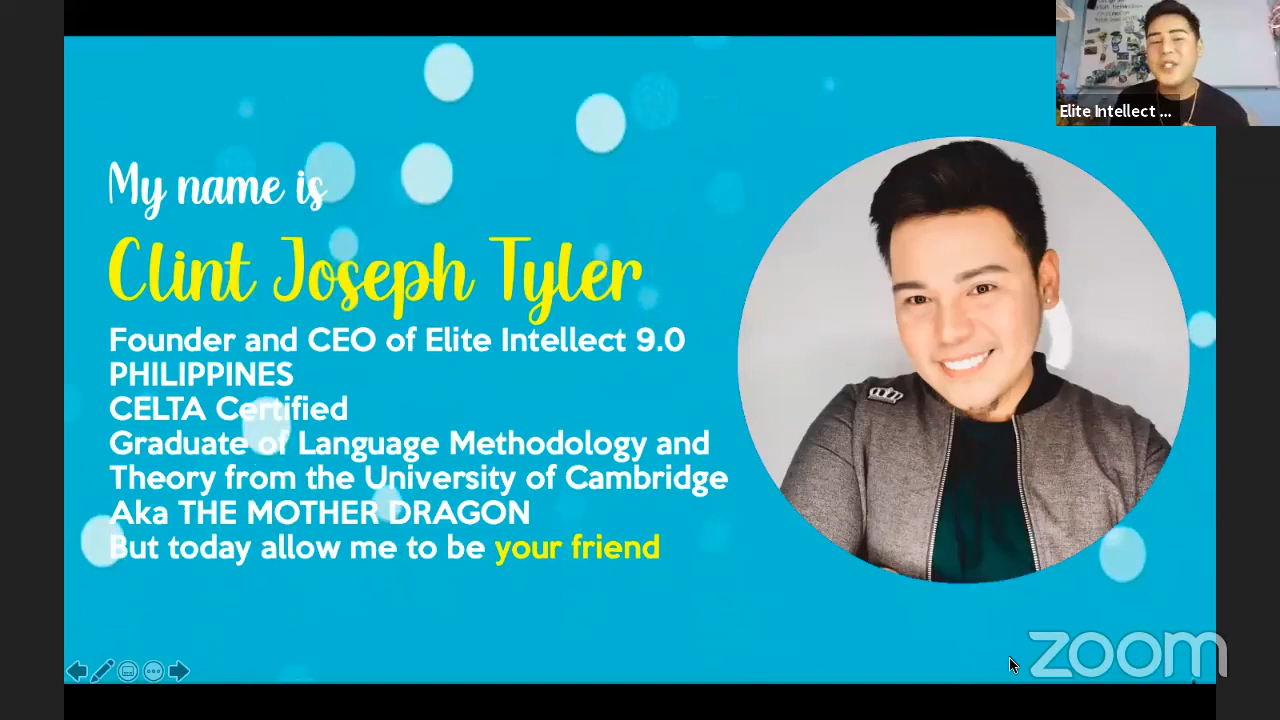 My name is
Clint Joseph Tyler
Founder and CEO of Elite Intellect 9.0
PHILIPPINES
CELTA Certified
Graduate of Language Methodology and
Theory from the University of Cambridge
Aka THE MOTHER DRAGON
But today allow me to be your friend
Elite Intellect ...
zoom